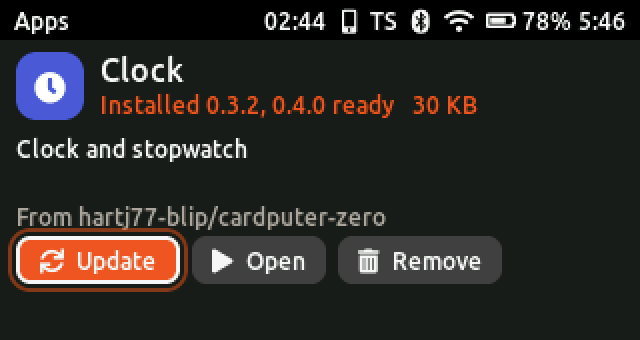 Apps 02:44 TS 78% 5:46
Clock
Installed 0.3.2, 0.4.0 ready 30 KB
Clock and stopwatch
From hartj77-blip/cardputer-zero
Update Open Remove